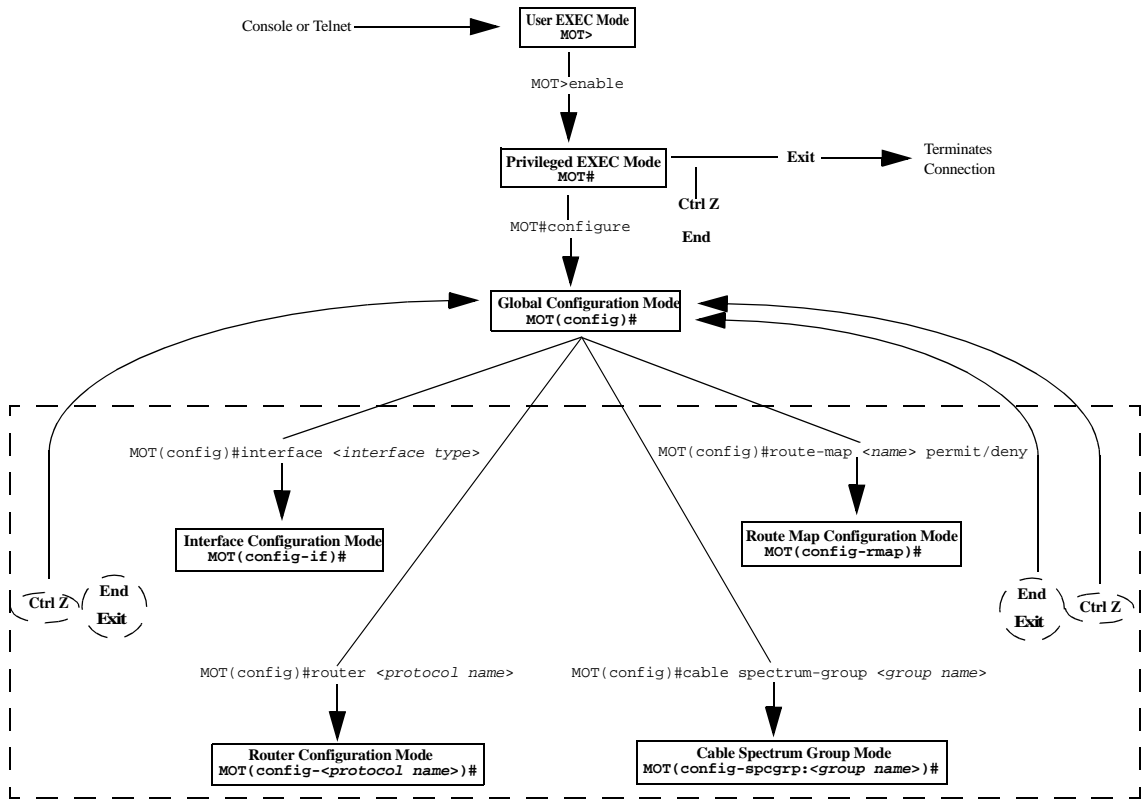 Console or Telnet
User EXEC Mode
MOT>
MOT>enable
Privileged EXEC Mode
MOT#
Exit
Terminates
Connection
Ctrl Z
End
MOT#configure
Global Configuration Mode
MOT(config)#
MOT(config)#interface <interface type>
MOT(config)#route-map <name> permit/deny
Interface Configuration Mode
MOT(config-if)#
Route Map Configuration Mode
MOT(config-rmap)#
Ctrl Z
End
Exit
End
Exit
Ctrl Z
MOT(config)#router <protocol name>
MOT(config)#cable spectrum-group <group name>
Router Configuration Mode
MOT(config-<protocol name>)#
Cable Spectrum Group Mode
MOT(config-spcgrp:<group name>)#